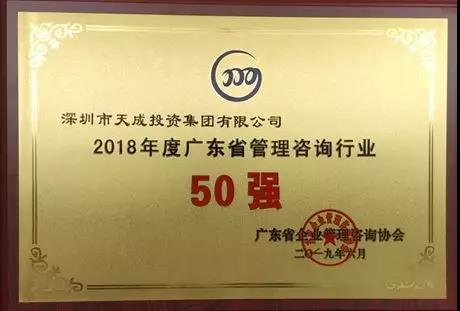 深圳市天成投资集团有限公司
2018年度广东省管理咨询行业
50强
广东省企业管理咨询协会
二〇一九年六月